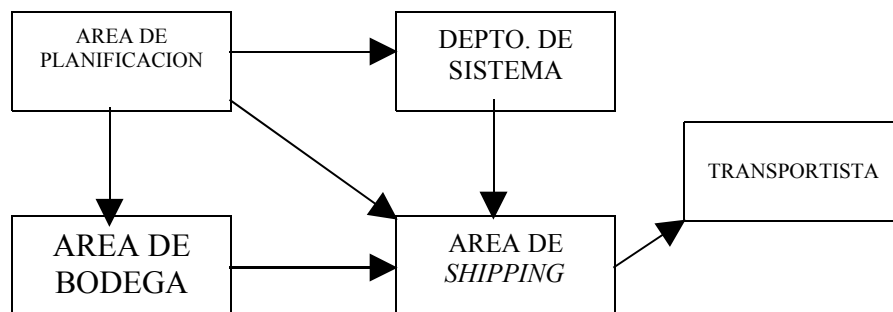 AREA DE
PLANIFICACION
DEPTO. DE
SISTEMA
TRANSPORTISTA
AREA DE
BODEGA
AREA DE
SHIPPING